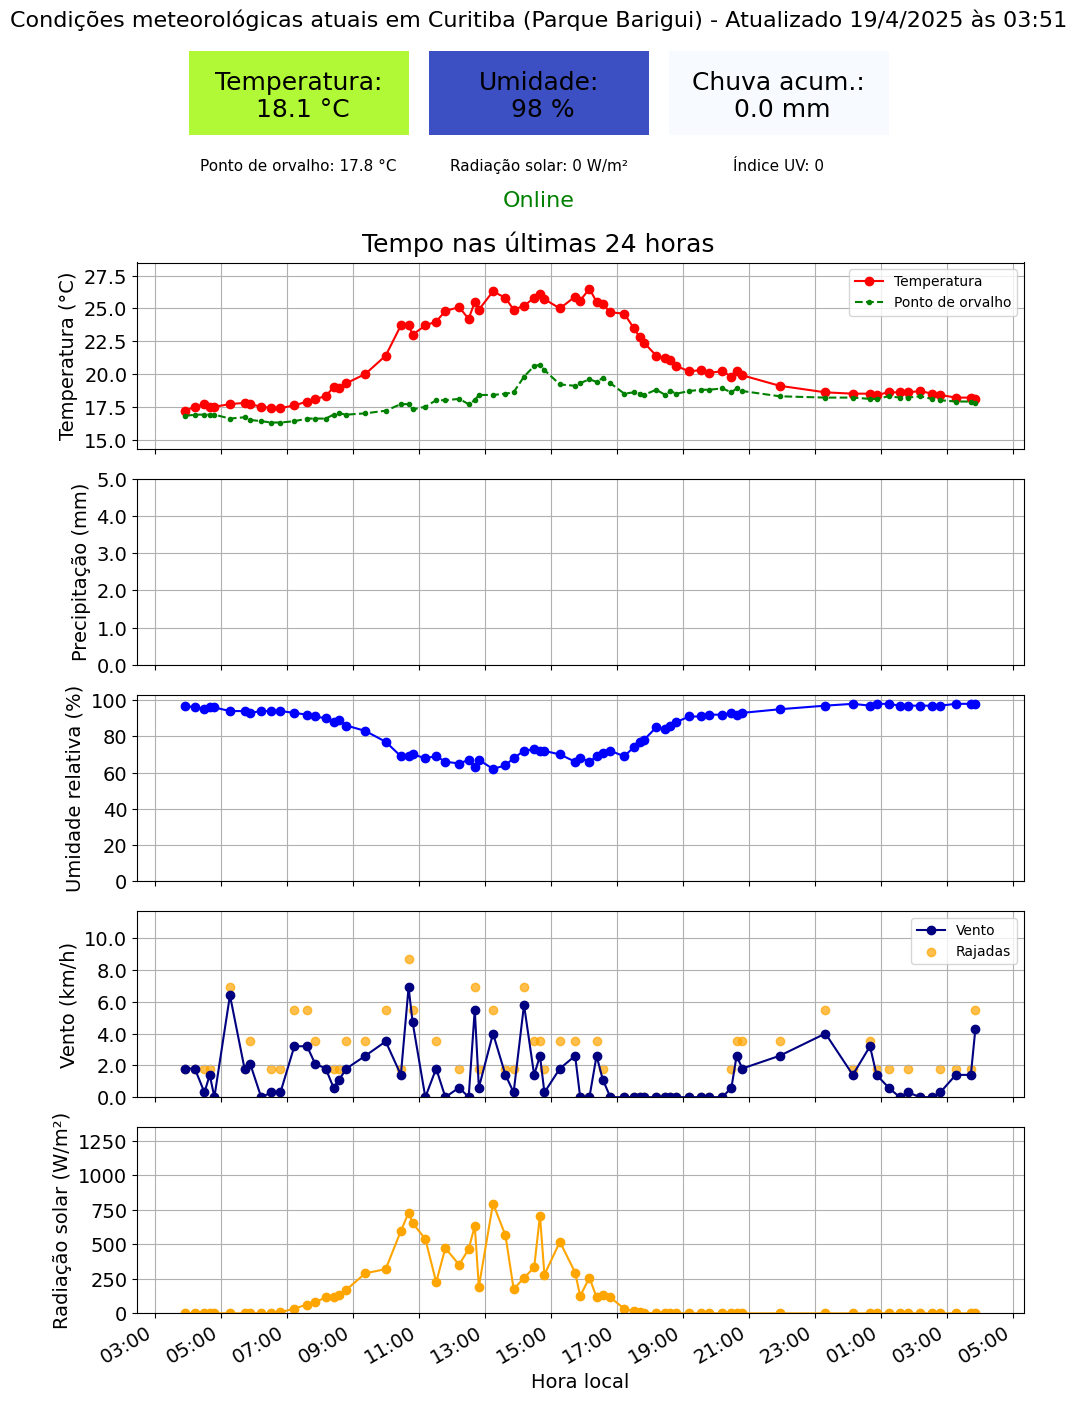 Condições meteorológicas atuais em Curitiba (Parque Barigui) - Atualizado 19/4/2025 às 03:51
Temperatura:
18.1 °C
Umidade:
98 %
Chuva acum.:
0.0 mm
Ponto de orvalho: 17.8 °C
Radiação solar: 0 W/m²
Índice UV: 0
Online
Tempo nas últimas 24 horas
Temperatura (°C)
27.5
25.0
22.5
20.0
17.5
15.0
Temperatura
Ponto de orvalho
Precipitação (mm)
5.0
4.0
3.0
2.0
1.0
0.0
Umidade relativa (%)
100
80
60
40
20
0
Vento (km/h)
10.0
8.0
6.0
4.0
2.0
0.0
Vento
Rajadas
Radiação solar (W/m²)
1250
1000
750
500
250
0
03:00
05:00
07:00
09:00
11:00
13:00
15:00
17:00
19:00
21:00
23:00
01:00
03:00
05:00
Hora local